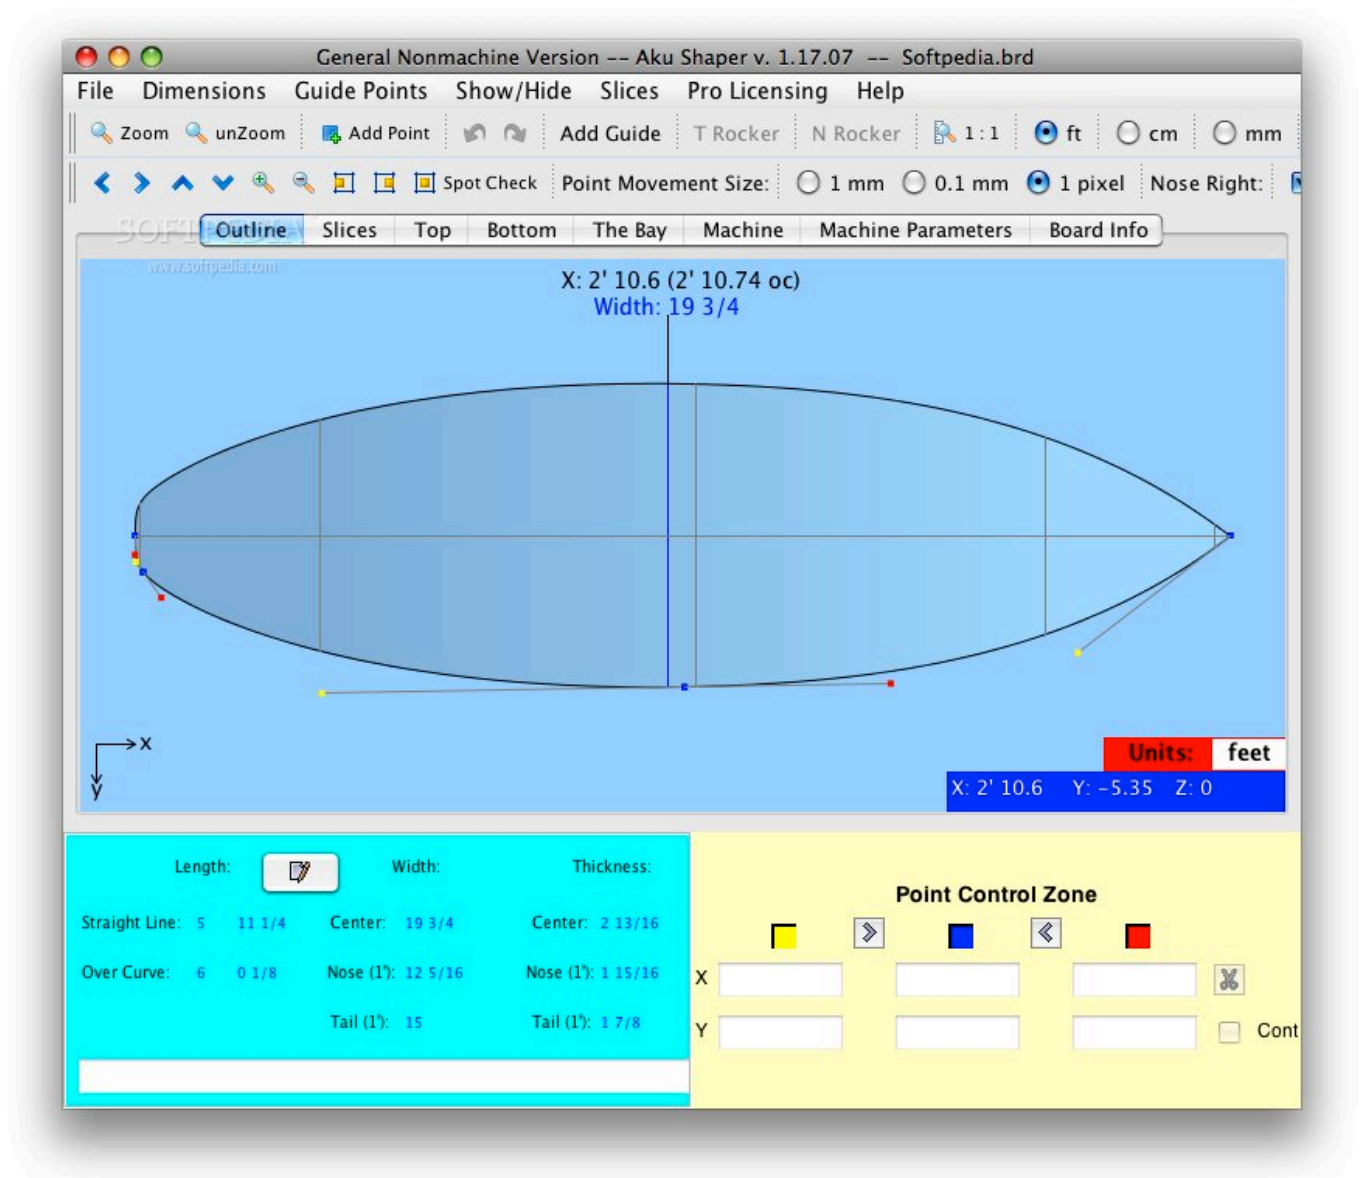 General Nonmachine Version -- Aku Shaper v. 1.17.07 -- Softpedia.brd
File Dimensions Guide Points Show/Hide Slices Pro Licensing Help
Zoom unZoom Add Point Add Guide T Rocker N Rocker 1:1 ft cm mm
Spot Check Point Movement Size: 1 mm 0.1 mm 1 pixel Nose Right:
SOFTPEDIA
Outline Slices Top Bottom The Bay Machine Machine Parameters Board Info
www.softpedia.com
X: 2' 10.6 (2' 10.74 oc)
Width: 19 3/4
x
y
Units: feet
X: 2' 10.6 Y: -5.35 Z: 0
Length: Width: Thickness:
Straight Line: 5 11 1/4 Center: 19 3/4 Center: 2 13/16
Over Curve: 6 0 1/8 Nose (1'): 12 5/16 Nose (1'): 1 15/16
Tail (1'): 15 Tail (1'): 1 7/8
Point Control Zone
X
Y Cont